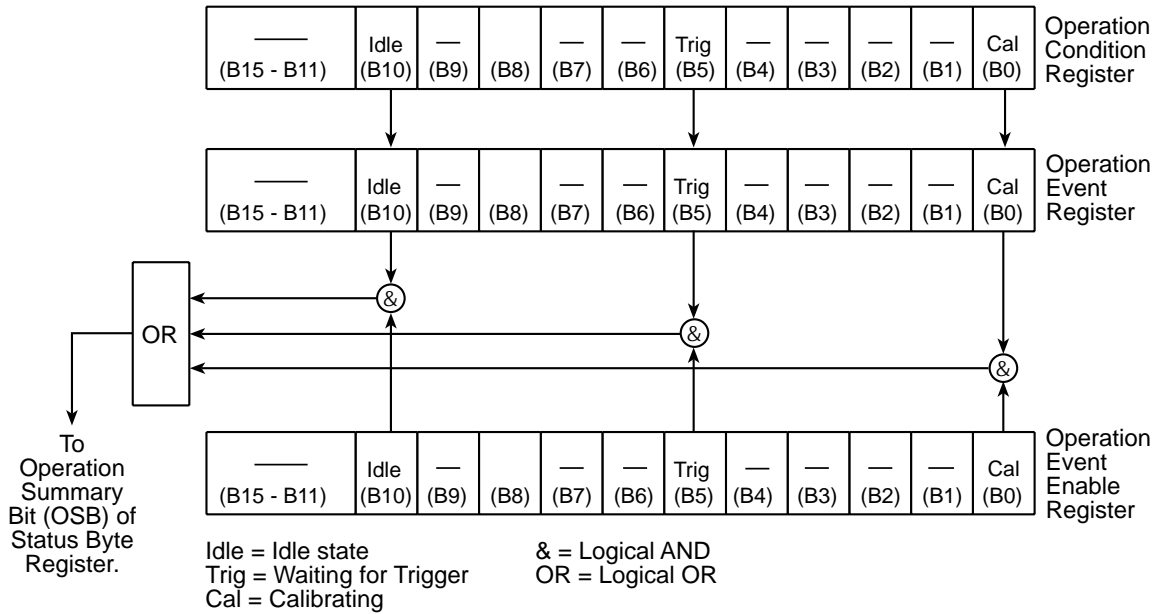 Idle Trig Cal
— — — — — — — — —
(B15 - B11) (B10) (B9) (B8) (B7) (B6) (B5) (B4) (B3) (B2) (B1) (B0)
Operation
Condition
Register
Idle Trig Cal
— — — — — — — — —
(B15 - B11) (B10) (B9) (B8) (B7) (B6) (B5) (B4) (B3) (B2) (B1) (B0)
Operation
Event
Register
&
OR
&
&
To
Operation
Summary
Bit (OSB) of
Status Byte
Register.
Idle Trig Cal
— — — — — — — — —
(B15 - B11) (B10) (B9) (B8) (B7) (B6) (B5) (B4) (B3) (B2) (B1) (B0)
Operation
Event
Enable
Register
Idle = Idle state
Trig = Waiting for Trigger
Cal = Calibrating
& = Logical AND
OR = Logical OR